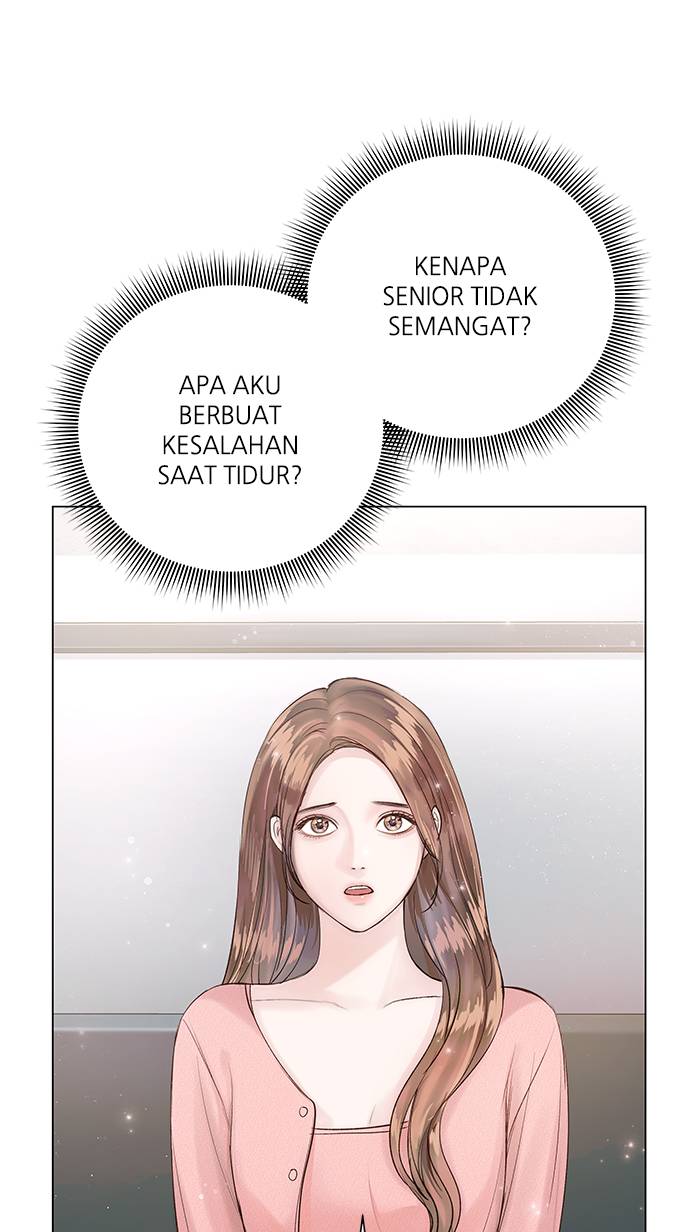 KENAPA
SENIOR TIDAK
SEMANGAT?
APA AKU
BERBUAT
KESALAHAN
SAAT TIDUR?